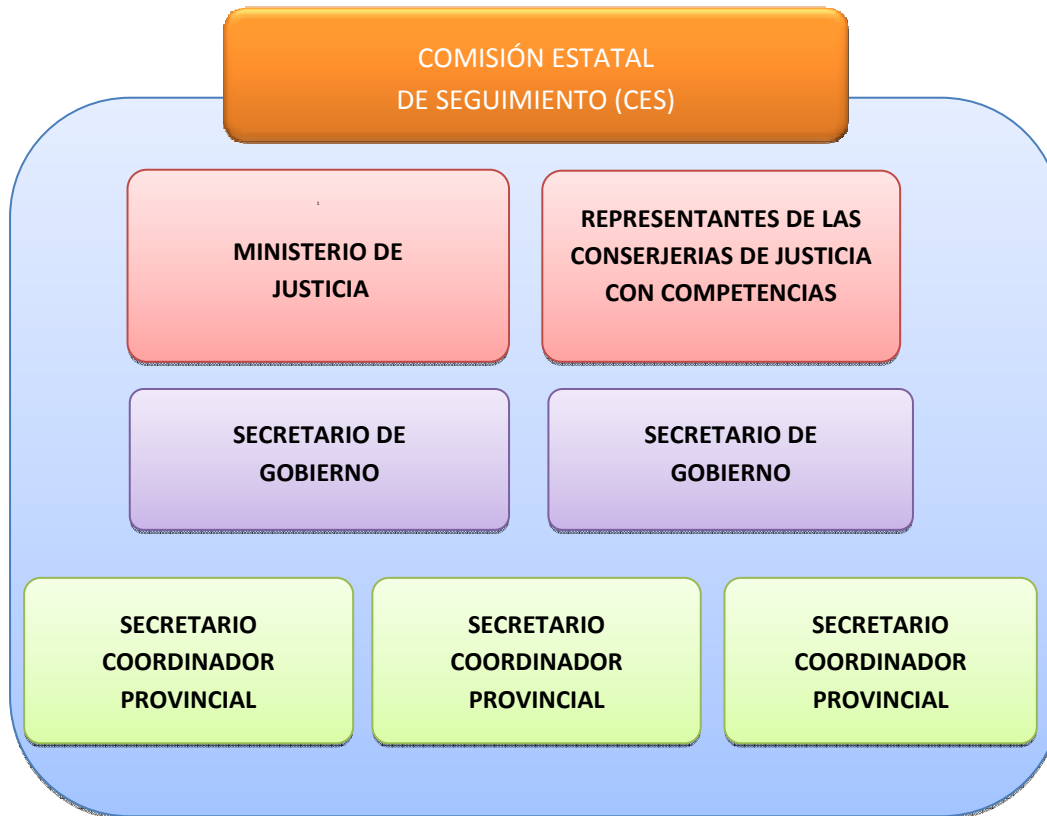 COMISIÓN ESTATAL
DE SEGUIMIENTO (CES)
MINISTERIO DE
JUSTICIA
REPRESENTANTES DE LAS
CONSERJERIAS DE JUSTICIA
CON COMPETENCIAS
SECRETARIO DE
GOBIERNO
SECRETARIO DE
GOBIERNO
SECRETARIO
COORDINADOR
PROVINCIAL
SECRETARIO
COORDINADOR
PROVINCIAL
SECRETARIO
COORDINADOR
PROVINCIAL